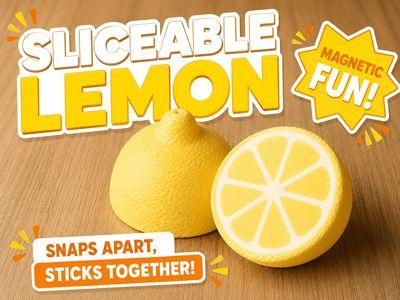 SLICEABLE
LEMON
MAGNETIC
FUN!
SNAPS APART,
STICKS TOGETHER!